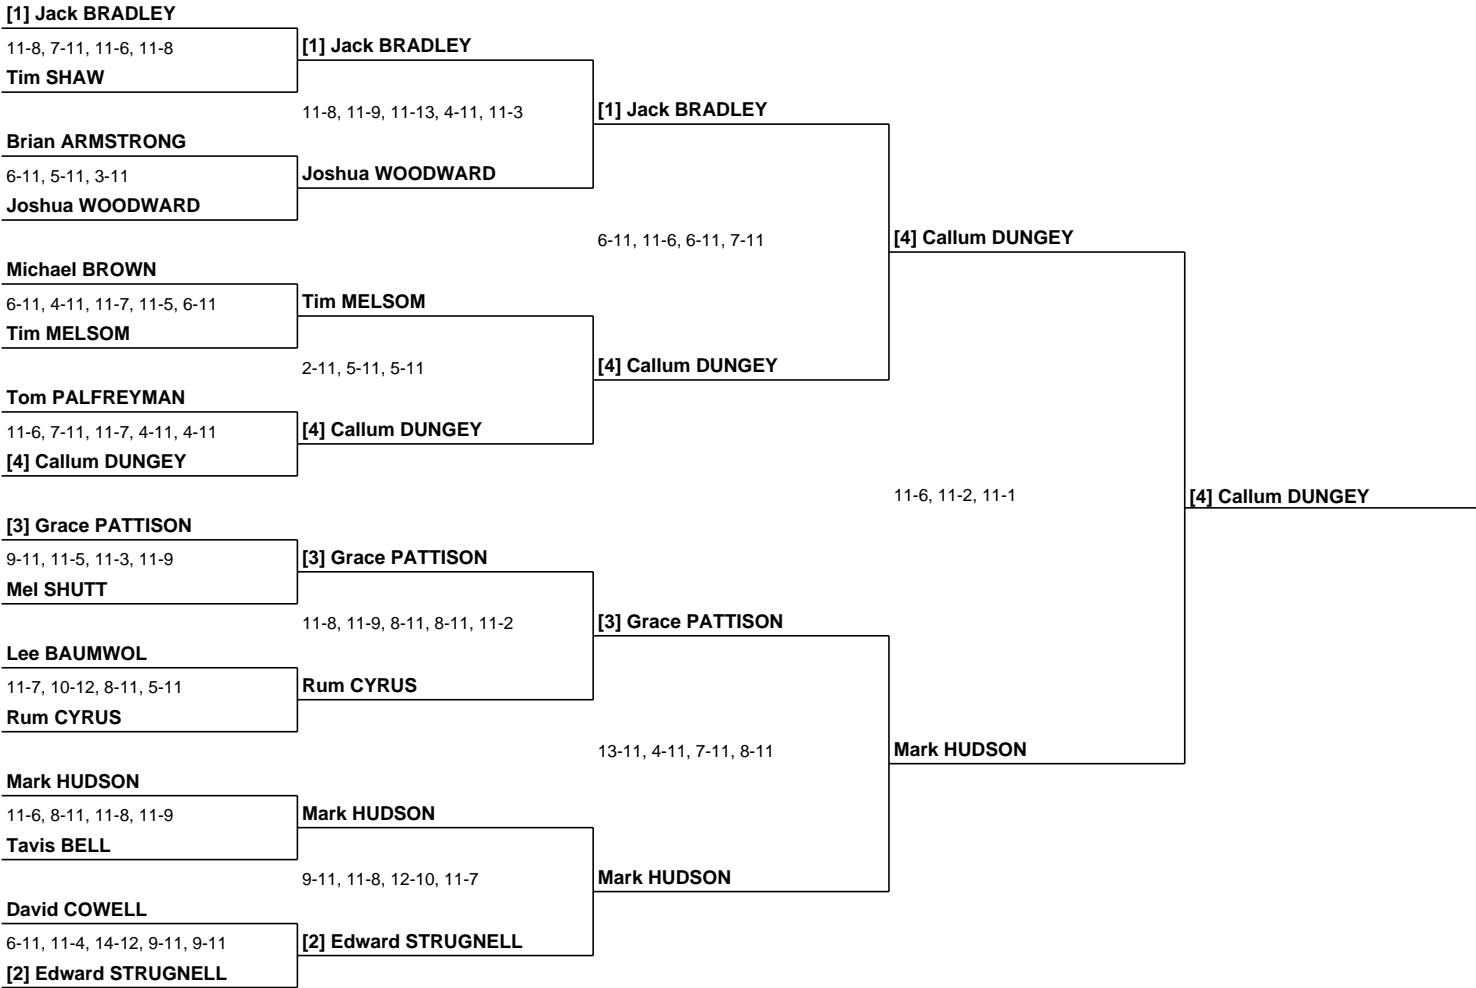 [1] Jack BRADLEY
11-8, 7-11, 11-6, 11-8
Tim SHAW
Brian ARMSTRONG
6-11, 5-11, 3-11
Joshua WOODWARD
Michael BROWN
6-11, 4-11, 11-7, 11-5, 6-11
Tim MELSOM
Tom PALFREYMAN
11-6, 7-11, 11-7, 4-11, 4-11
[4] Callum DUNGEY
[3] Grace PATTISON
9-11, 11-5, 11-3, 11-9
Mel SHUTT
Lee BAUMWOL
11-7, 10-12, 8-11, 5-11
Rum CYRUS
Mark HUDSON
11-6, 8-11, 11-8, 11-9
Tavis BELL
David COWELL
6-11, 11-4, 14-12, 9-11, 9-11
[2] Edward STRUGNELL
[1] Jack BRADLEY
11-8, 11-9, 11-13, 4-11, 11-3
Joshua WOODWARD
Tim MELSOM
2-11, 5-11, 5-11
[4] Callum DUNGEY
[3] Grace PATTISON
11-8, 11-9, 8-11, 8-11, 11-2
Rum CYRUS
Mark HUDSON
9-11, 11-8, 12-10, 11-7
[2] Edward STRUGNELL
[1] Jack BRADLEY
6-11, 11-6, 6-11, 7-11
[4] Callum DUNGEY
[3] Grace PATTISON
13-11, 4-11, 7-11, 8-11
Mark HUDSON
[4] Callum DUNGEY
11-6, 11-2, 11-1
Mark HUDSON
[4] Callum DUNGEY